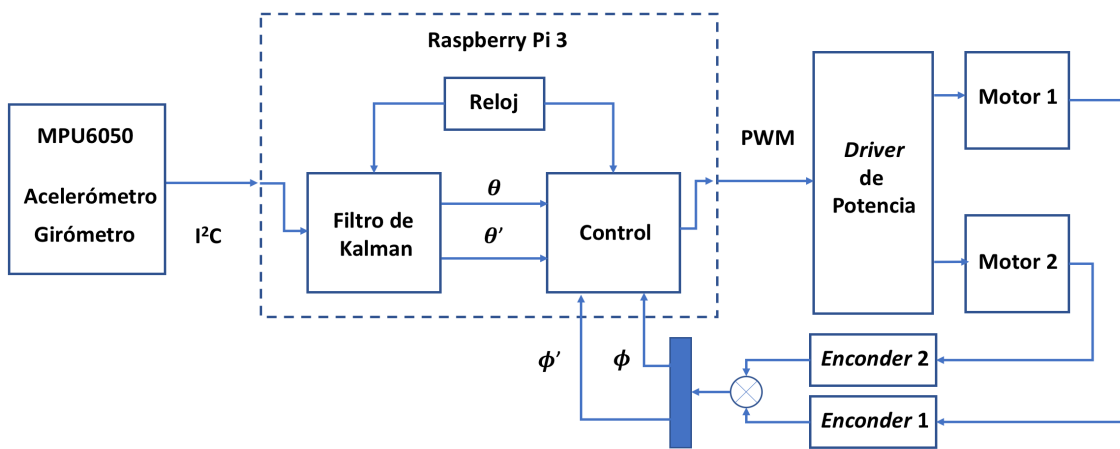 Raspberry Pi 3
Reloj
MPU6050
Acelerómetro
Girómetro
I²C
Filtro de
Kalman
θ
θ’
Control
PWM
Driver
de
Potencia
Motor 1
Motor 2
ϕ’
ϕ
Enconder 2
Enconder 1